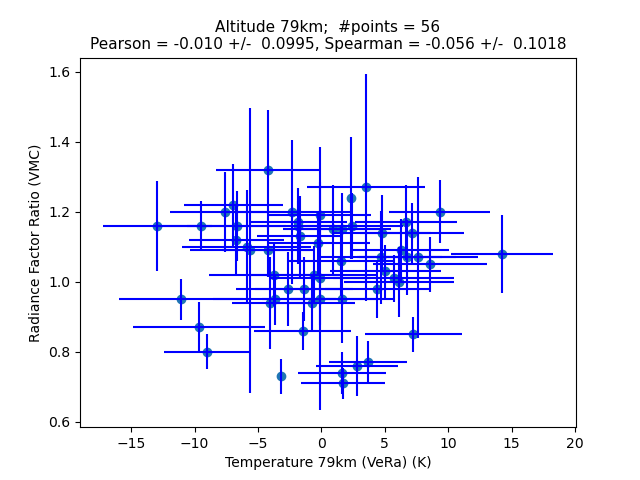 Altitude 79km;  #points = 56
Pearson = -0.010 +/-  0.0995, Spearman = -0.056 +/-  0.1018
1.6
1.4
1.2
1.0
0.8
0.6
Radiance Factor Ratio (VMC)
−15 −10 −5 0 5 10 15 20
Temperature 79km (VeRa) (K)